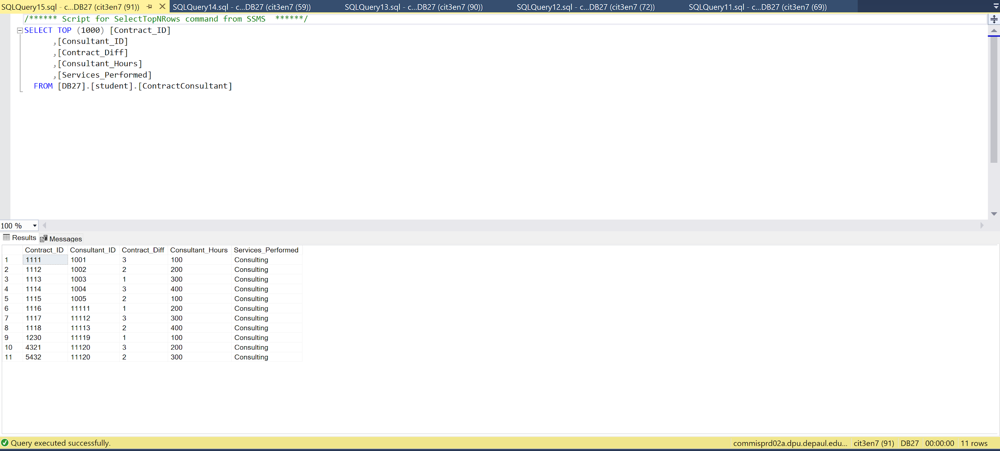 SQLQuery15.sql - c...DB27 (cit3en7 (91)) SQLQuery14.sql - c...DB27 (cit3en7 (59)) SQLQuery13.sql - c...DB27 (cit3en7 (90)) SQLQuery12.sql - c...DB27 (cit3en7 (72)) SQLQuery11.sql - c...DB27 (cit3en7 (69))
/****** Script for SelectTopNRows command from SSMS ******/
SELECT TOP (1000) [Contract_ID]
,[Consultant_ID]
,[Contract_Diff]
,[Consultant_Hours]
,[Services_Performed]
FROM [DB27].[student].[ContractConsultant]
100 %
Results Messages
Contract_ID Consultant_ID Contract_Diff Consultant_Hours Services_Performed
1 1111 1001 3 100 Consulting
2 1112 1002 2 200 Consulting
3 1113 1003 1 300 Consulting
4 1114 1004 3 400 Consulting
5 1115 1005 2 100 Consulting
6 1116 11111 1 200 Consulting
7 1117 11112 3 300 Consulting
8 1118 11113 2 400 Consulting
9 1230 11119 1 100 Consulting
10 4321 11120 3 200 Consulting
11 5432 11120 2 300 Consulting
Query executed successfully. commisprd02a.dpu.depaul.edu... cit3en7 (91) DB27 00:00:00 11 rows